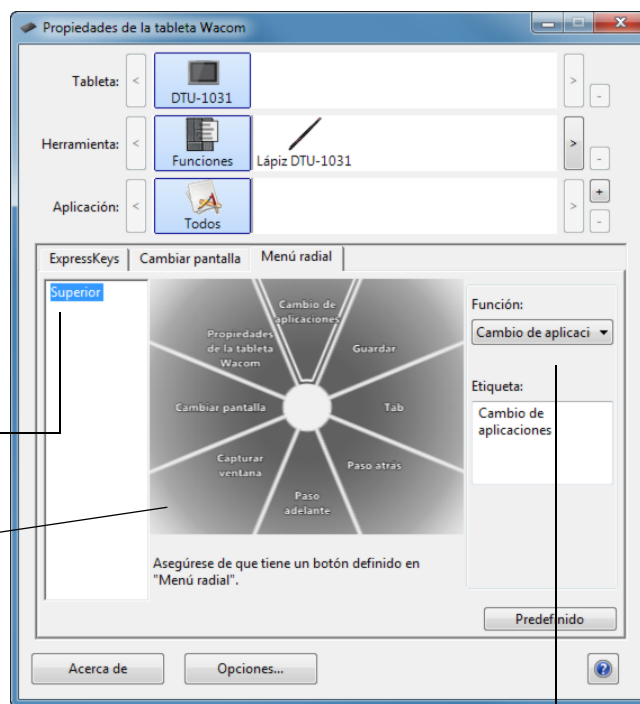 Propiedades de la tableta Wacom
Tableta:
<
DTU-1031
>
-
Herramienta:
<
Funciones
Lápiz DTU-1031
>
-
Aplicación:
<
Todos
>
+
-
ExpressKeys
Cambiar pantalla
Menú radial
Superior
Cambio de
aplicaciones
Propiedades
de la tableta
Wacom
Guardar
Cambiar pantalla
Tab
Capturar
ventana
Paso atrás
Paso
adelante
Función:
Cambio de aplicaci
Etiqueta:
Cambio de
aplicaciones
Asegúrese de que tiene un botón definido en
"Menú radial".
Predefinido
Acerca de
Opciones...
?